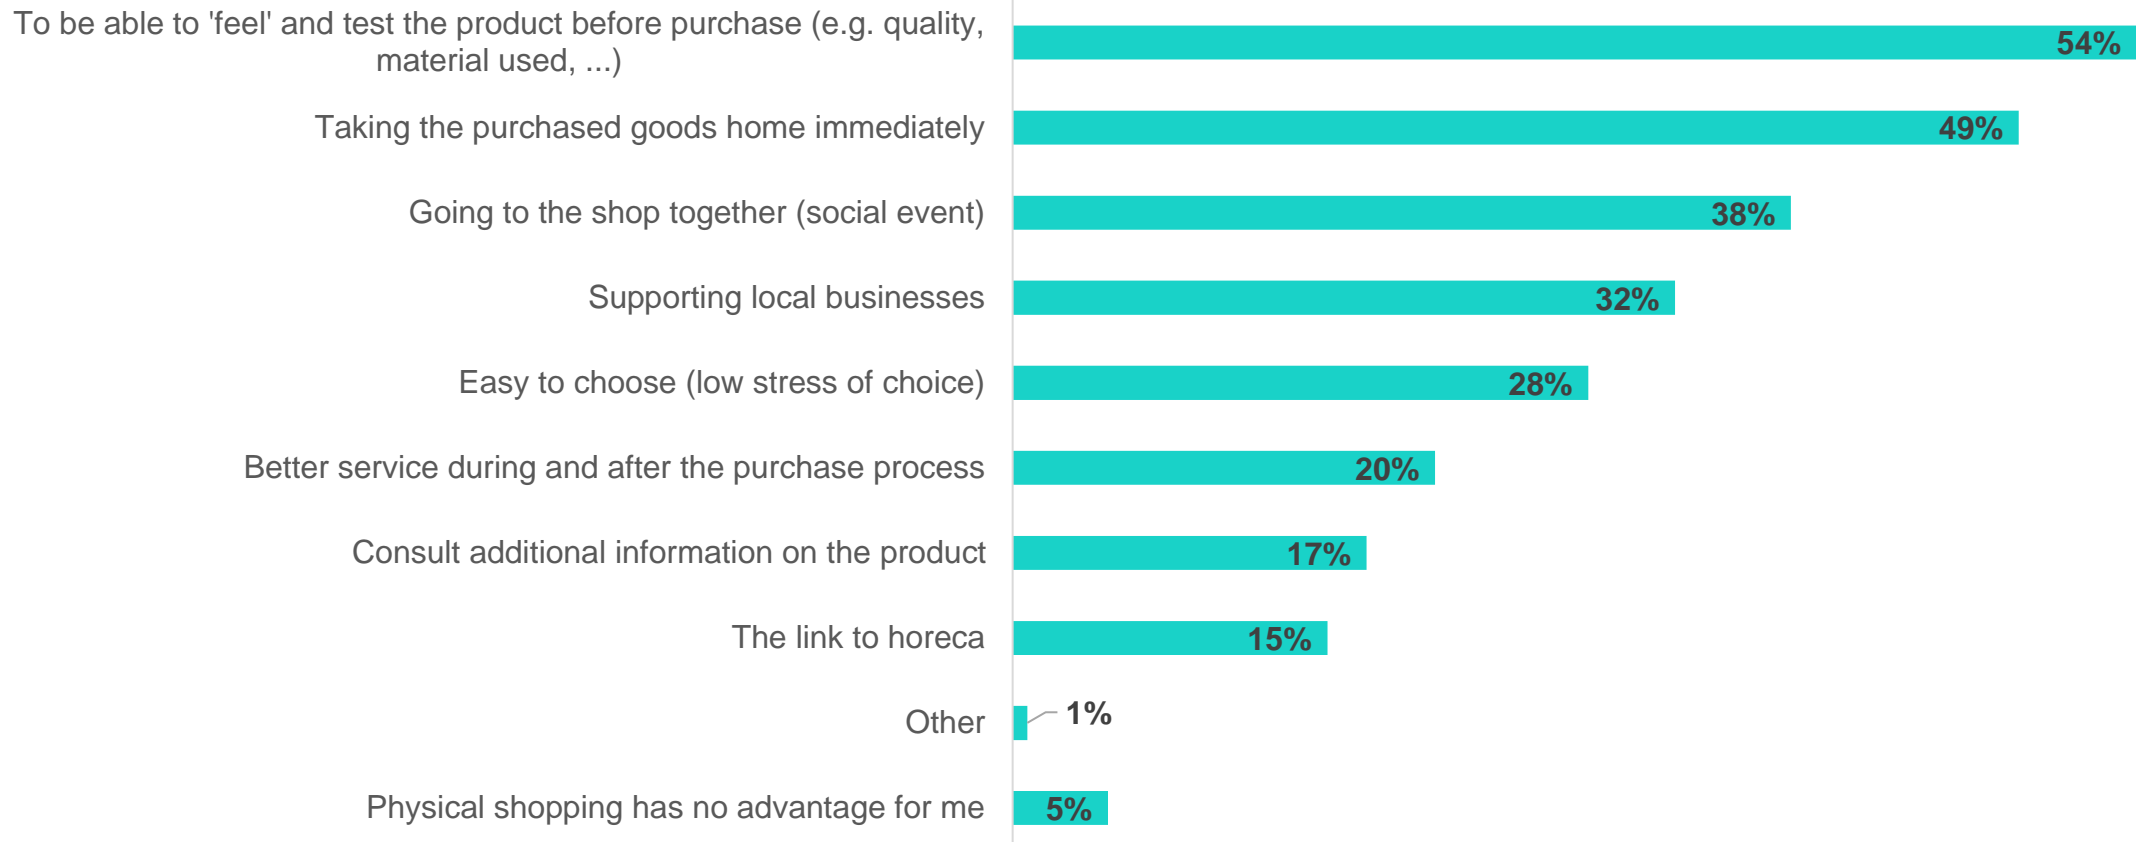 To be able to 'feel' and test the product before purchase (e.g. quality,
material used, ...)
54%
Taking the purchased goods home immediately
49%
Going to the shop together (social event)
38%
Supporting local businesses
32%
Easy to choose (low stress of choice)
28%
Better service during and after the purchase process
20%
Consult additional information on the product
17%
The link to horeca
15%
Other
1%
Physical shopping has no advantage for me
5%